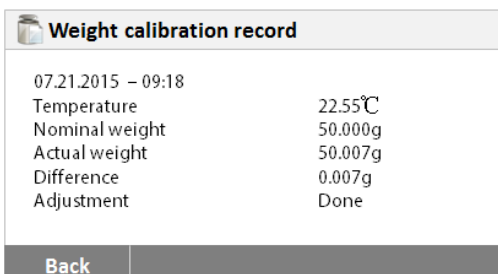 Weight calibration record
07.21.2015 – 09:18
Temperature 22.55℃
Nominal weight 50.000g
Actual weight 50.007g
Difference 0.007g
Adjustment Done
Back